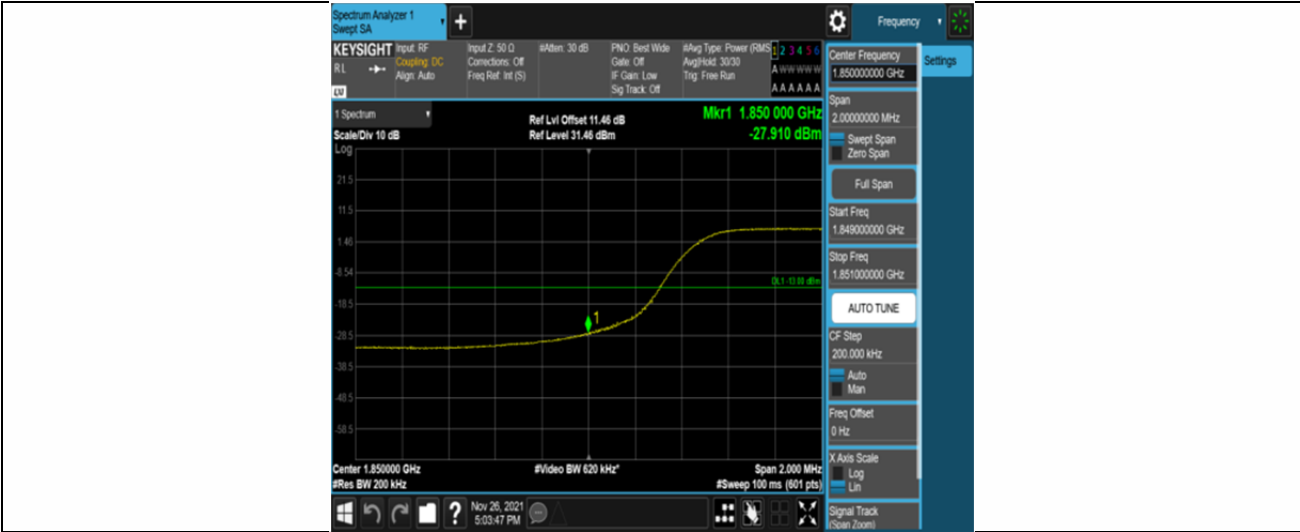 Spectrum Analyzer 1
Swept SA
+
Frequency
KEYSIGHT
RL
Input: RF
Coupling: DC
Align: Auto
Input Z: 50 Ω
Corrections: Off
Freq Ref: Int (S)
#Atten: 30 dB
PNO: Best Wide
Gate: Off
IF Gain: Low
Sig Track: Off
#Avg Type: Power (RMS
Avg|Hold: 30/30
Trig: Free Run
1 2 3 4 5 6
A W W W W W
A A A A A A
1 Spectrum
Scale/Div 10 dB
Log
Ref Lvl Offset 11.46 dB
Ref Level 31.46 dBm
Mkr1 1.850 000 GHz
-27.910 dBm
21.5
11.5
1.46
-8.54
-18.5
-28.5
-38.5
-48.5
-58.5
DL1 -13.00 dBm
1
Center 1.850000 GHz
#Res BW 200 kHz
#Video BW 620 kHz*
Span 2.000 MHz
#Sweep 100 ms (601 pts)
?
Nov 26, 2021
5:03:47 PM
Center Frequency
1.850000000 GHz
Settings
Span
2.00000000 MHz
Swept Span
Zero Span
Full Span
Start Freq
1.849000000 GHz
Stop Freq
1.851000000 GHz
AUTO TUNE
CF Step
200.000 kHz
Auto
Man
Freq Offset
0 Hz
X Axis Scale
Log
Lin
Signal Track
(Span Zoom)